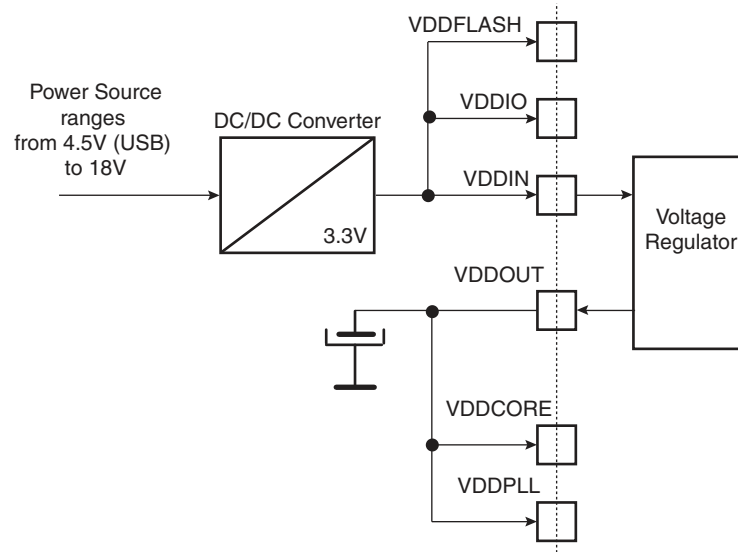 VDDFLASH
Power Source
ranges
from 4.5V (USB)
to 18V
DC/DC Converter
VDDIO
VDDIN
3.3V
Voltage
Regulator
VDDOUT
VDDCORE
VDDPLL